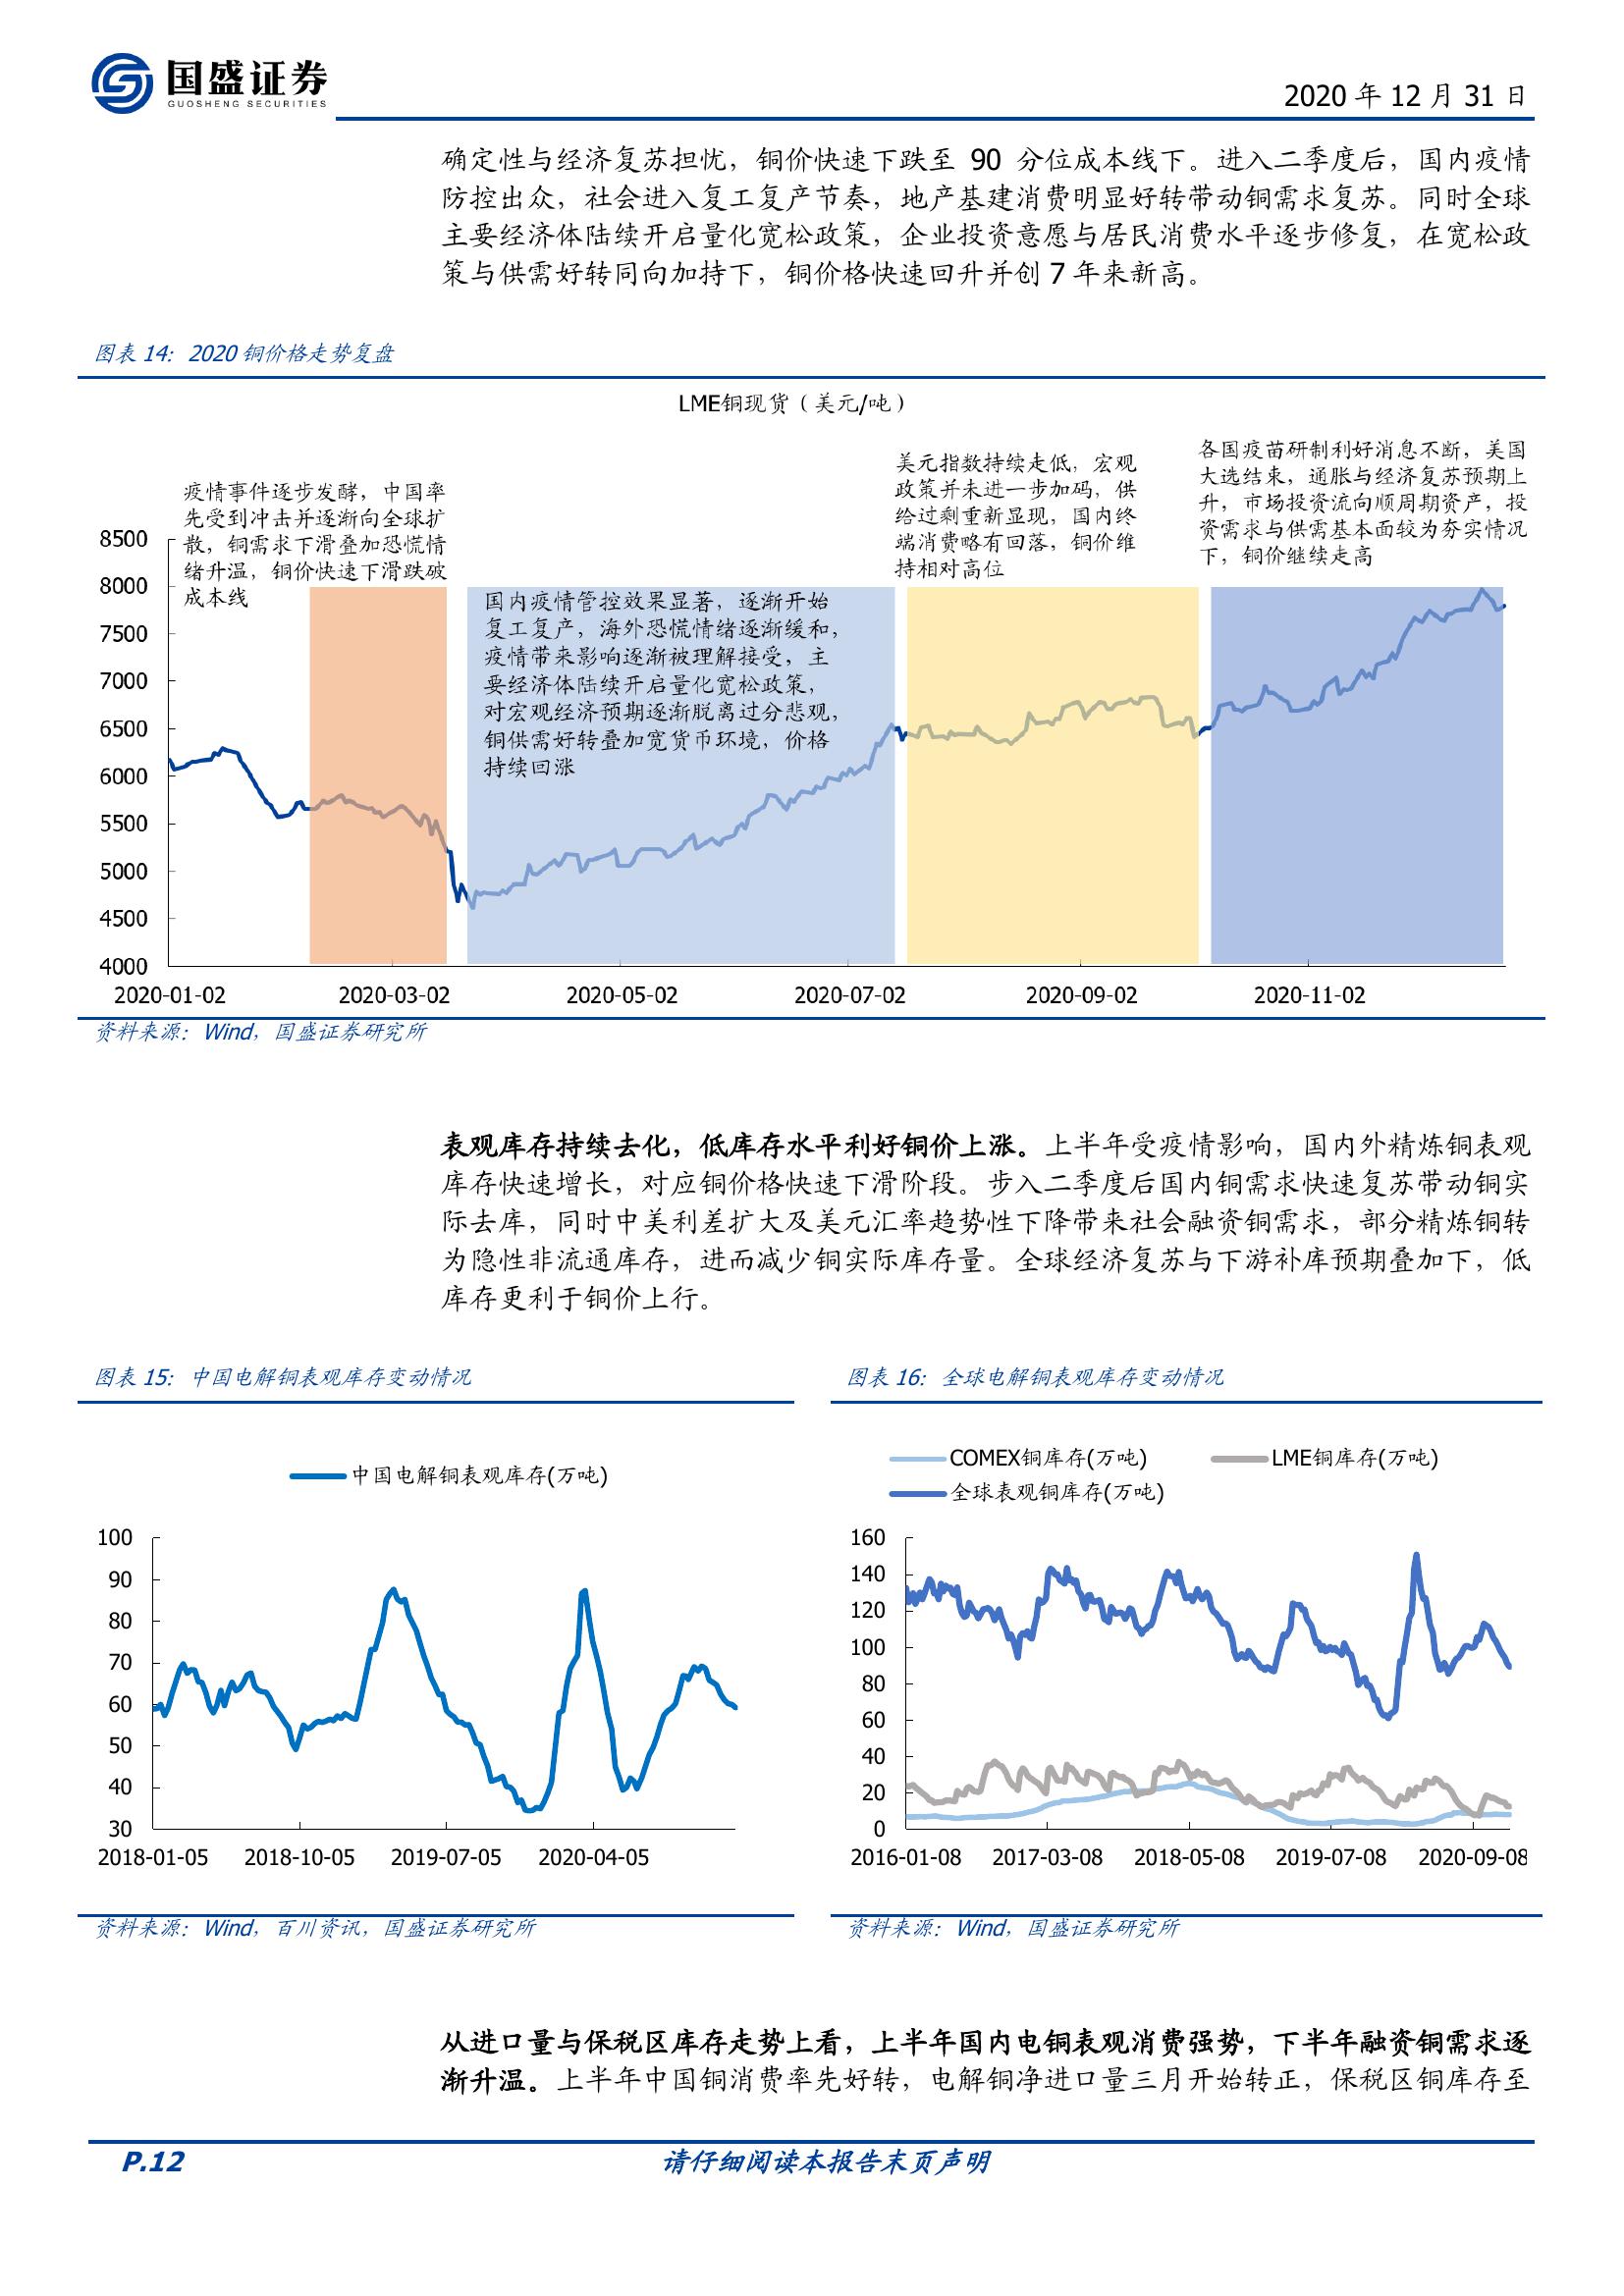 国盛证券
GUOSHENG SECURITIES
2020 年 12 月 31 日
确定性与经济复苏担忧，铜价快速下跌至 90 分位成本线下。进入二季度后，国内疫情
防控出众，社会进入复工复产节奏，地产基建消费明显好转带动铜需求复苏。同时全球
主要经济体陆续开启量化宽松政策，企业投资意愿与居民消费水平逐步修复，在宽松政
策与供需好转同向加持下，铜价格快速回升并创 7 年来新高。
图表 14：2020 铜价格走势复盘
LME铜现货（美元/吨）
疫情事件逐步发酵，中国率
先受到冲击并逐渐向全球扩
散，铜需求下滑叠加恐慌情
绪升温，铜价快速下滑跌破
成本线
国内疫情管控效果显著，逐渐开始
复工复产，海外恐慌情绪逐渐缓和，
疫情带来影响逐渐被理解接受，主
要经济体陆续开启量化宽松政策，
对宏观经济预期逐渐脱离过分悲观，
铜供需好转叠加宽货币环境，价格
持续回涨
美元指数持续走低，宏观
政策并未进一步加码，供
给过剩重新显现，国内终
端消费略有回落，铜价维
持相对高位
各国疫苗研制利好消息不断，美国
大选结束，通胀与经济复苏预期上
升，市场投资流向顺周期资产，投
资需求与供需基本面较为夯实情况
下，铜价继续走高
8500
8000
7500
7000
6500
6000
5500
5000
4500
4000
2020-01-02 2020-03-02 2020-05-02 2020-07-02 2020-09-02 2020-11-02
资料来源：Wind，国盛证券研究所
表观库存持续去化，低库存水平利好铜价上涨。上半年受疫情影响，国内外精炼铜表观
库存快速增长，对应铜价格快速下滑阶段。步入二季度后国内铜需求快速复苏带动铜实
际去库，同时中美利差扩大及美元汇率趋势性下降带来社会融资铜需求，部分精炼铜转
为隐性非流通库存，进而减少铜实际库存量。全球经济复苏与下游补库预期叠加下，低
库存更利于铜价上行。
图表 15：中国电解铜表观库存变动情况
中国电解铜表观库存(万吨)
100
90
80
70
60
50
40
30
2018-01-05 2018-10-05 2019-07-05 2020-04-05
资料来源：Wind，百川资讯，国盛证券研究所
图表 16：全球电解铜表观库存变动情况
COMEX铜库存(万吨) LME铜库存(万吨)
全球表观铜库存(万吨)
160
140
120
100
80
60
40
20
0
2016-01-08 2017-03-08 2018-05-08 2019-07-08 2020-09-08
资料来源：Wind，国盛证券研究所
从进口量与保税区库存走势上看，上半年国内电铜表观消费强势，下半年融资铜需求逐
渐升温。上半年中国铜消费率先好转，电解铜净进口量三月开始转正，保税区铜库存至
P.12 请仔细阅读本报告末页声明